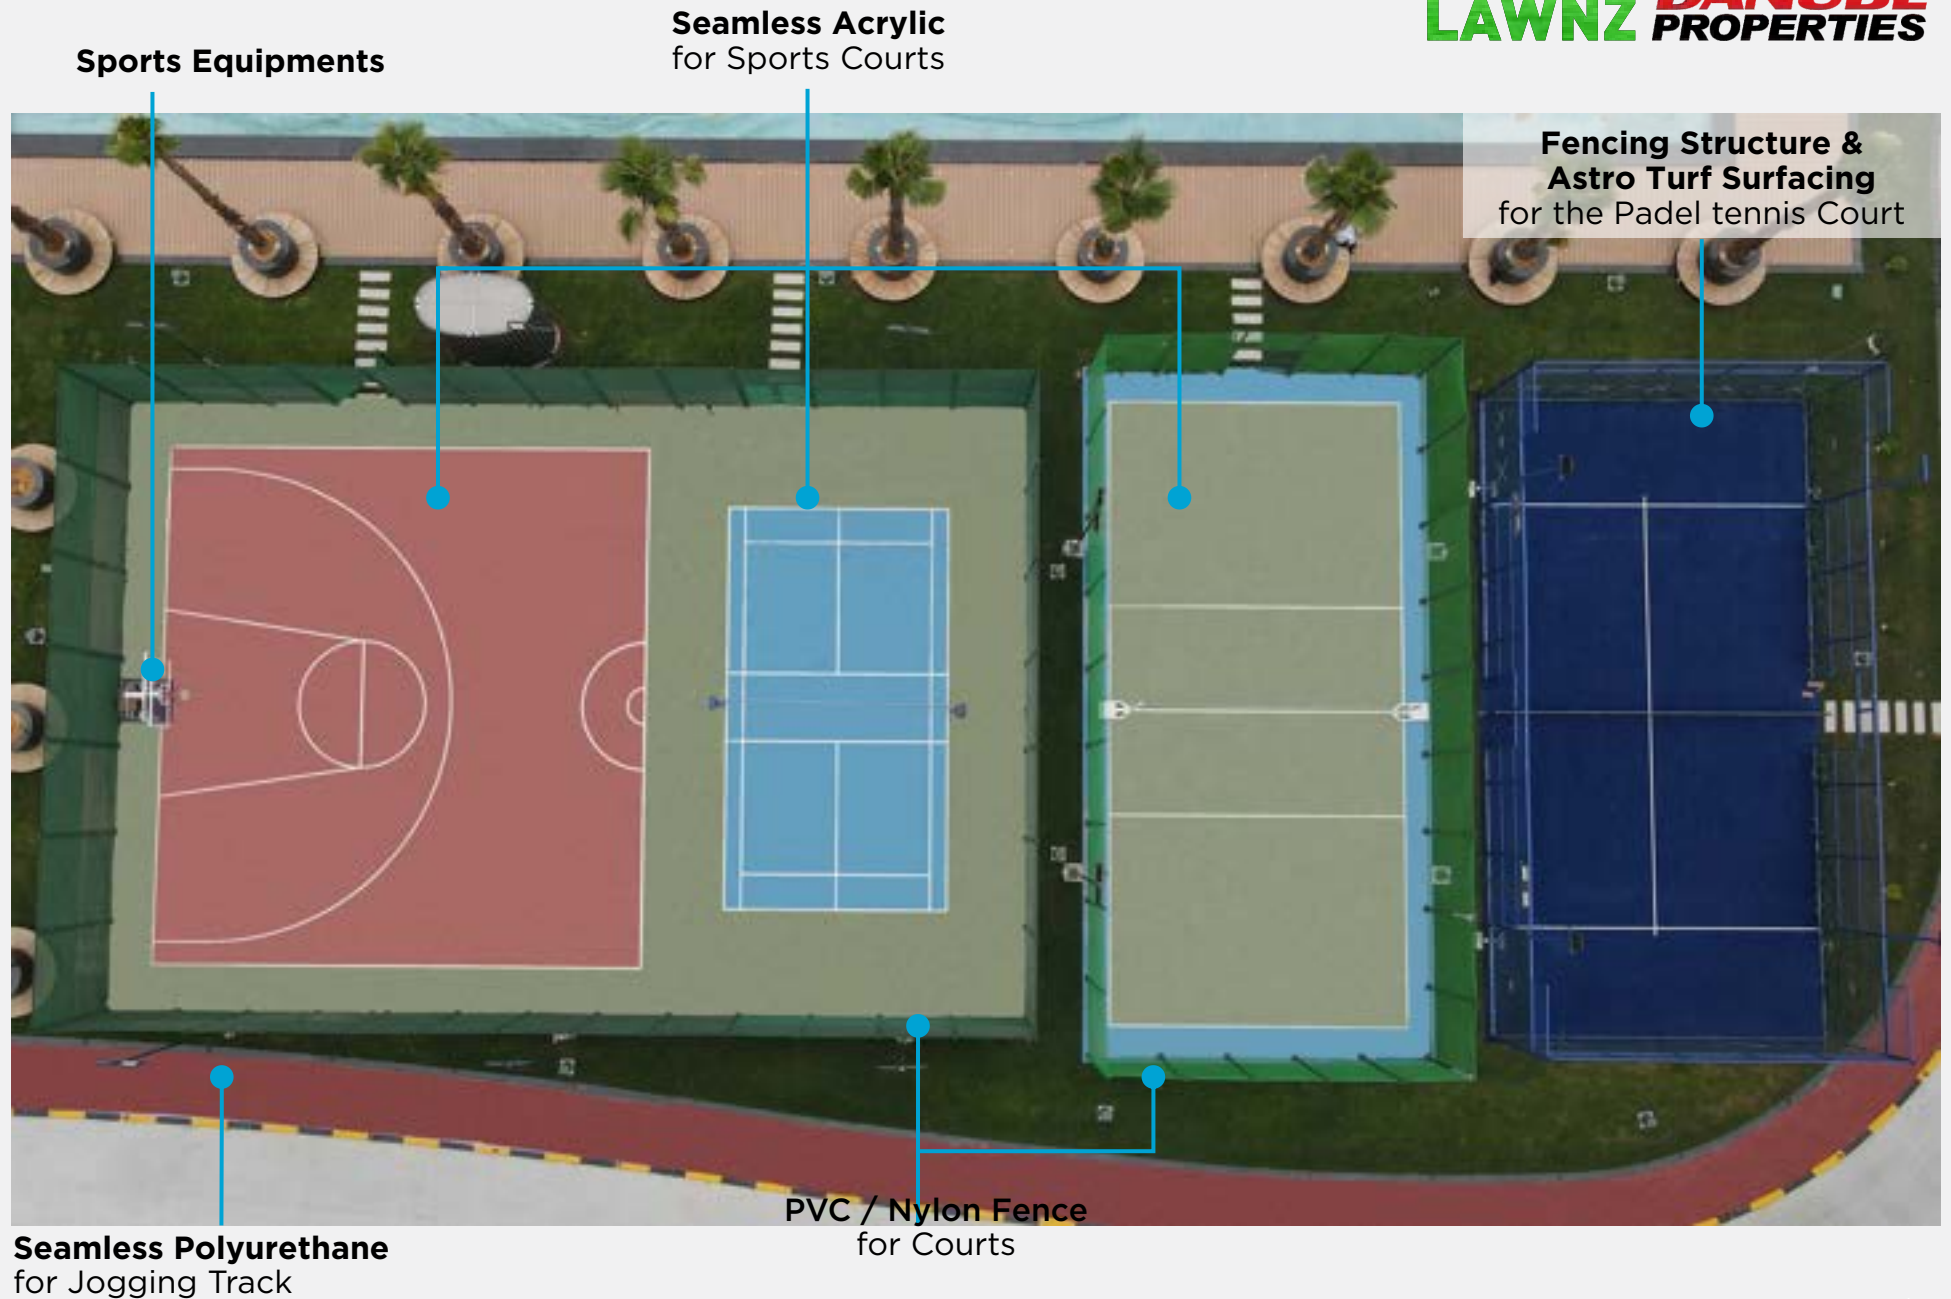 Seamless Acrylic
for Sports Courts
LAWNZ
DANUBE
PROPERTIES
Sports Equipments
Fencing Structure &
Astro Turf Surfacing
for the Padel tennis Court
PVC / Nylon Fence
for Courts
Seamless Polyurethane
for Jogging Track